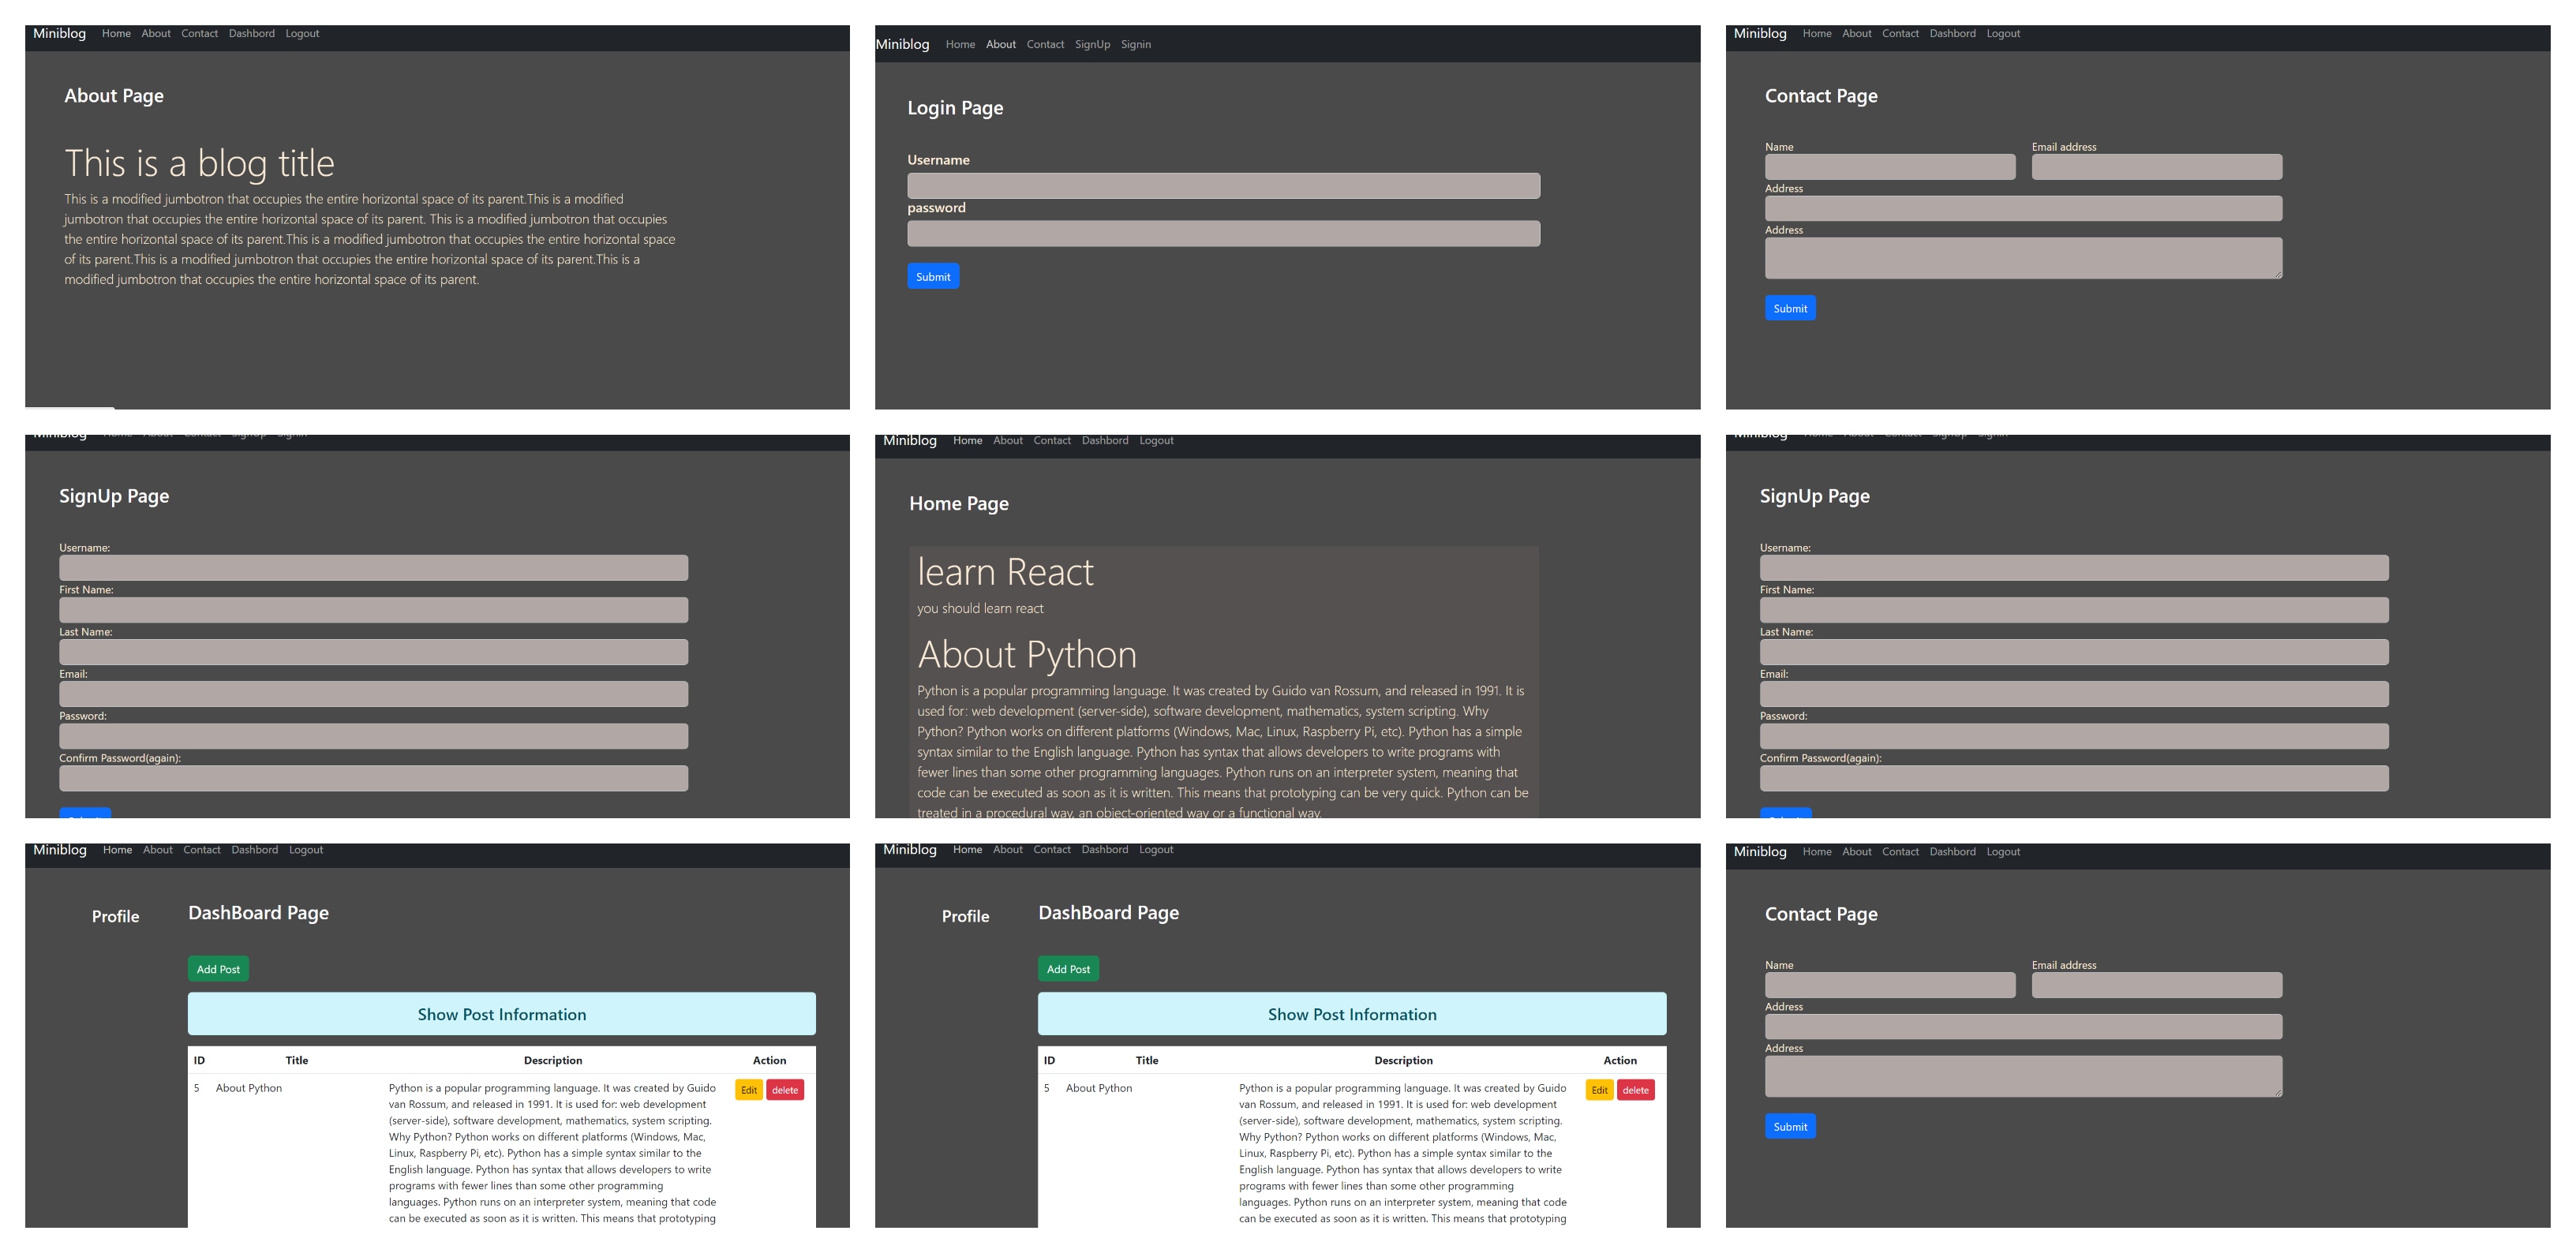 Miniblog Home About Contact Dashbord Logout
About Page
This is a blog title
This is a modified jumbotron that occupies the entire horizontal space of its parent.This is a modified
jumbotron that occupies the entire horizontal space of its parent. This is a modified jumbotron that occupies
the entire horizontal space of its parent.This is a modified jumbotron that occupies the entire horizontal space
of its parent.This is a modified jumbotron that occupies the entire horizontal space of its parent.This is a
modified jumbotron that occupies the entire horizontal space of its parent.
Miniblog Home About Contact SignUp Signin
Login Page
Username
password
Submit
Miniblog Home About Contact Dashbord Logout
Contact Page
Name Email address
Address
Address
Submit
Miniblog Home About Contact SignUp Signin
SignUp Page
Username:
First Name:
Last Name:
Email:
Password:
Confirm Password(again):
Miniblog Home About Contact Dashbord Logout
Home Page
learn React
you should learn react
About Python
Python is a popular programming language. It was created by Guido van Rossum, and released in 1991. It is
used for: web development (server-side), software development, mathematics, system scripting. Why
Python? Python works on different platforms (Windows, Mac, Linux, Raspberry Pi, etc). Python has a simple
syntax similar to the English language. Python has syntax that allows developers to write programs with
fewer lines than some other programming languages. Python runs on an interpreter system, meaning that
code can be executed as soon as it is written. This means that prototyping can be very quick. Python can be
treated in a procedural way, an object-oriented way or a functional way.
Miniblog Home About Contact SignUp Signin
SignUp Page
Username:
First Name:
Last Name:
Email:
Password:
Confirm Password(again):
Miniblog Home About Contact Dashbord Logout
Profile
DashBoard Page
Add Post
Show Post Information
ID Title Description Action
5 About Python Python is a popular programming language. It was created by Guido Edit delete
van Rossum, and released in 1991. It is used for: web development
(server-side), software development, mathematics, system scripting.
Why Python? Python works on different platforms (Windows, Mac,
Linux, Raspberry Pi, etc). Python has a simple syntax similar to the
English language. Python has syntax that allows developers to write
programs with fewer lines than some other programming
languages. Python runs on an interpreter system, meaning that code
can be executed as soon as it is written. This means that prototyping
Miniblog Home About Contact Dashbord Logout
Profile
DashBoard Page
Add Post
Show Post Information
ID Title Description Action
5 About Python Python is a popular programming language. It was created by Guido Edit delete
van Rossum, and released in 1991. It is used for: web development
(server-side), software development, mathematics, system scripting.
Why Python? Python works on different platforms (Windows, Mac,
Linux, Raspberry Pi, etc). Python has a simple syntax similar to the
English language. Python has syntax that allows developers to write
programs with fewer lines than some other programming
languages. Python runs on an interpreter system, meaning that code
can be executed as soon as it is written. This means that prototyping
Miniblog Home About Contact Dashbord Logout
Contact Page
Name Email address
Address
Address
Submit